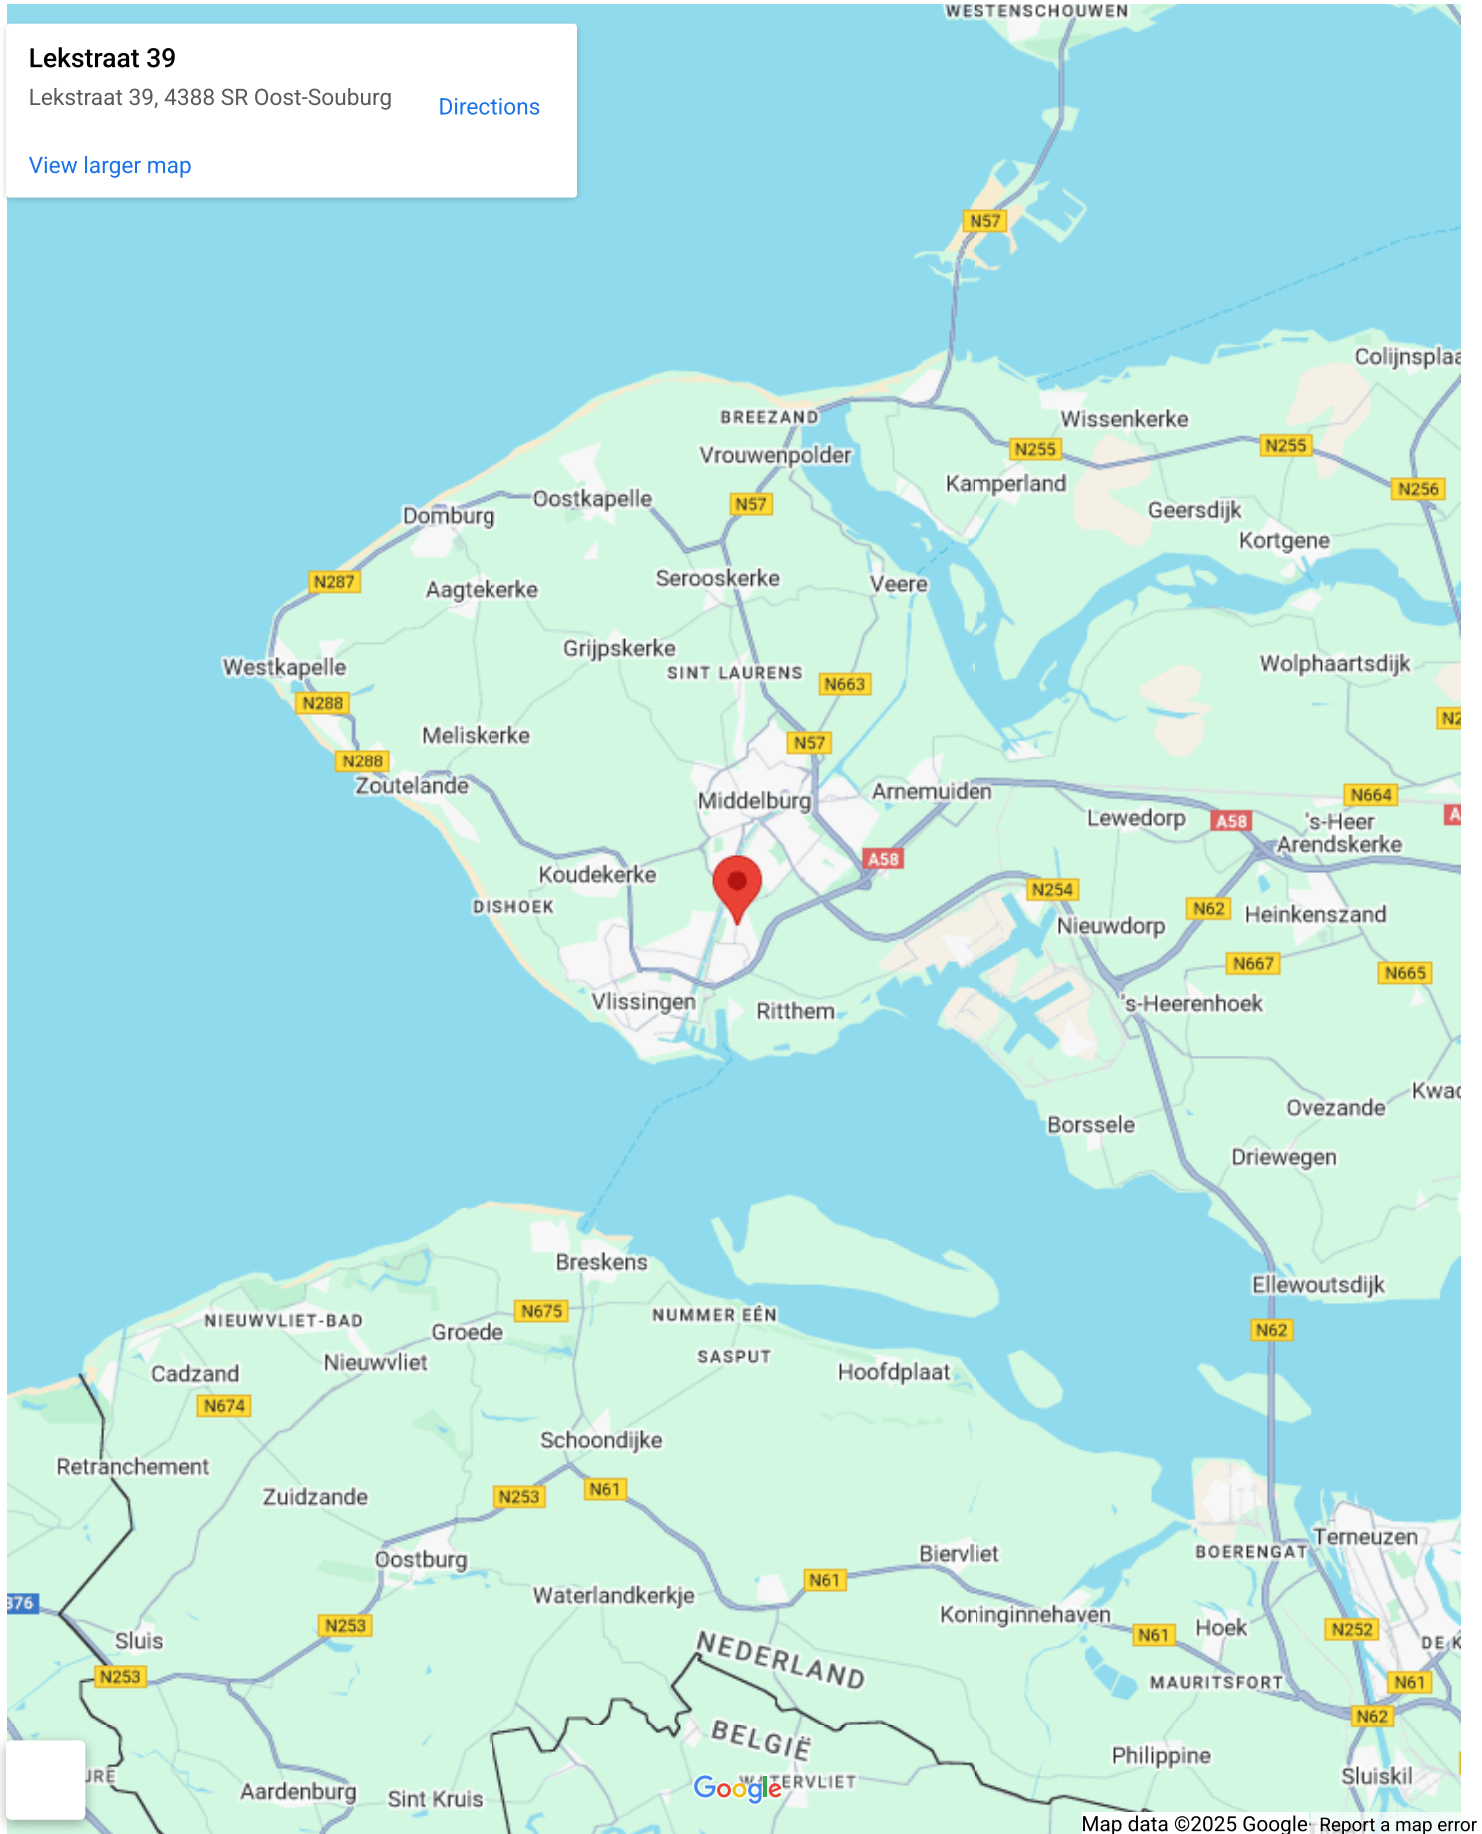 WESTENSCHOUWEN
Lekstraat 39
Lekstraat 39, 4388 SR Oost-Souburg
Directions
View larger map
N57
Colijnsplaa
BREEZAND
Wissenkerke
Vrouwenpolder
N255
N255
Kamperland
N256
Oostkapelle
N57
Domburg
Geersdijk
Kortgene
N287
Serooskerke
Veere
Aagtekerke
Grijpskerke
Westkapelle
SINT LAURENS
Wolphaartsdijk
N663
N288
N2
Meliskerke
N57
N288
Zoutelande
Middelburg
Arnemuiden
N664
Lewedorp
A58
's-Heer
Arendskerke
A
A58
Koudekerke
N254
DISHOEK
N62
Heinkenszand
Nieuwdorp
N667
N665
Vlissingen
Ritthem
's-Heerenhoek
Kwad
Ovezande
Borssele
Driewegen
Breskens
Ellewoutsdijk
N675
NUMMER EÉN
NIEUWVLIET-BAD
Groede
N62
SASPUT
Nieuwvliet
Cadzand
Hoofdplaat
N674
Schoondijke
Retranchement
Zuidzande
N253
N61
Terneuzen
BOERENGAT
Biervliet
Oostburg
N61
Waterlandkerkje
376
Koninginnehaven
N253
N61
Hoek
N252
Sluis
DE K
NEDERLAND
N253
MAURITSFORT
N61
N62
BELGIË
Philippine
URE
Sluiskil
WATERVLIET
Google
Aardenburg
Sint Kruis
Map data ©2025 Google
Report a map error